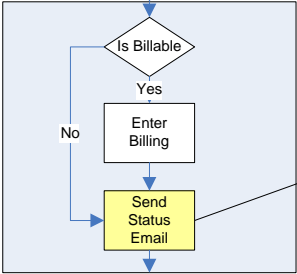 Is Billable
Yes
No
Enter
Billing
Send
Status
Email